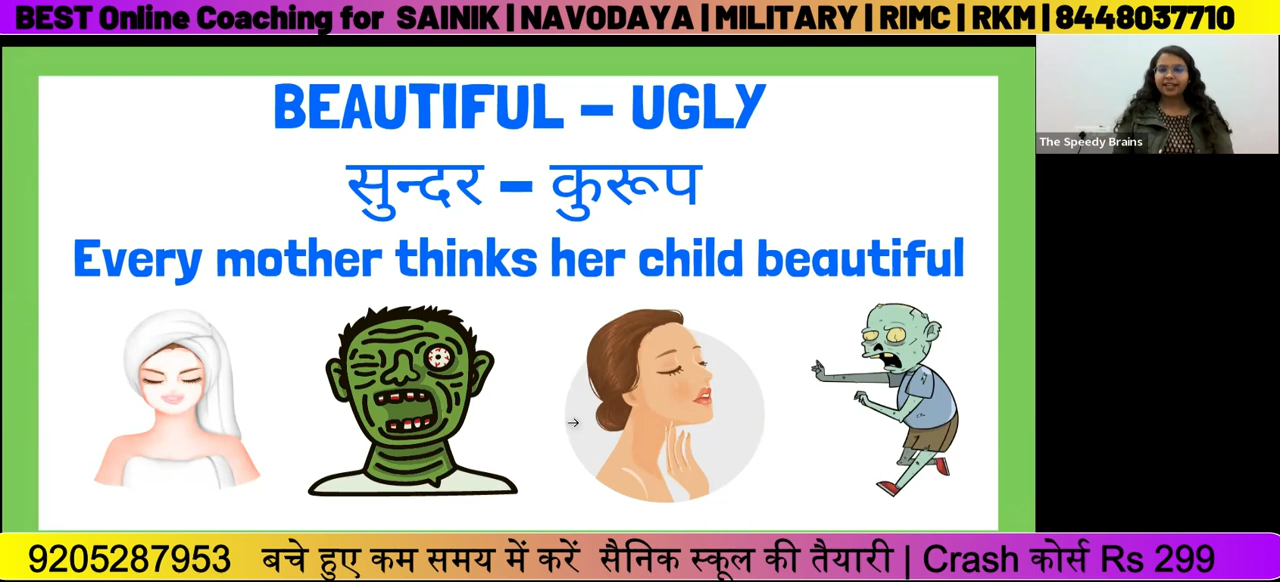 BEST Online Coaching for SAINIK | NAVODAYA | MILITARY | RIMC | RKM | 8448037710
BEAUTIFUL – UGLY
सुन्दर – कुरूप
Every mother thinks her child beautiful
The Speedy Brains
9205287953 बचे हुए कम समय में करें सैनिक स्कूल की तैयारी | Crash कोर्स Rs 299